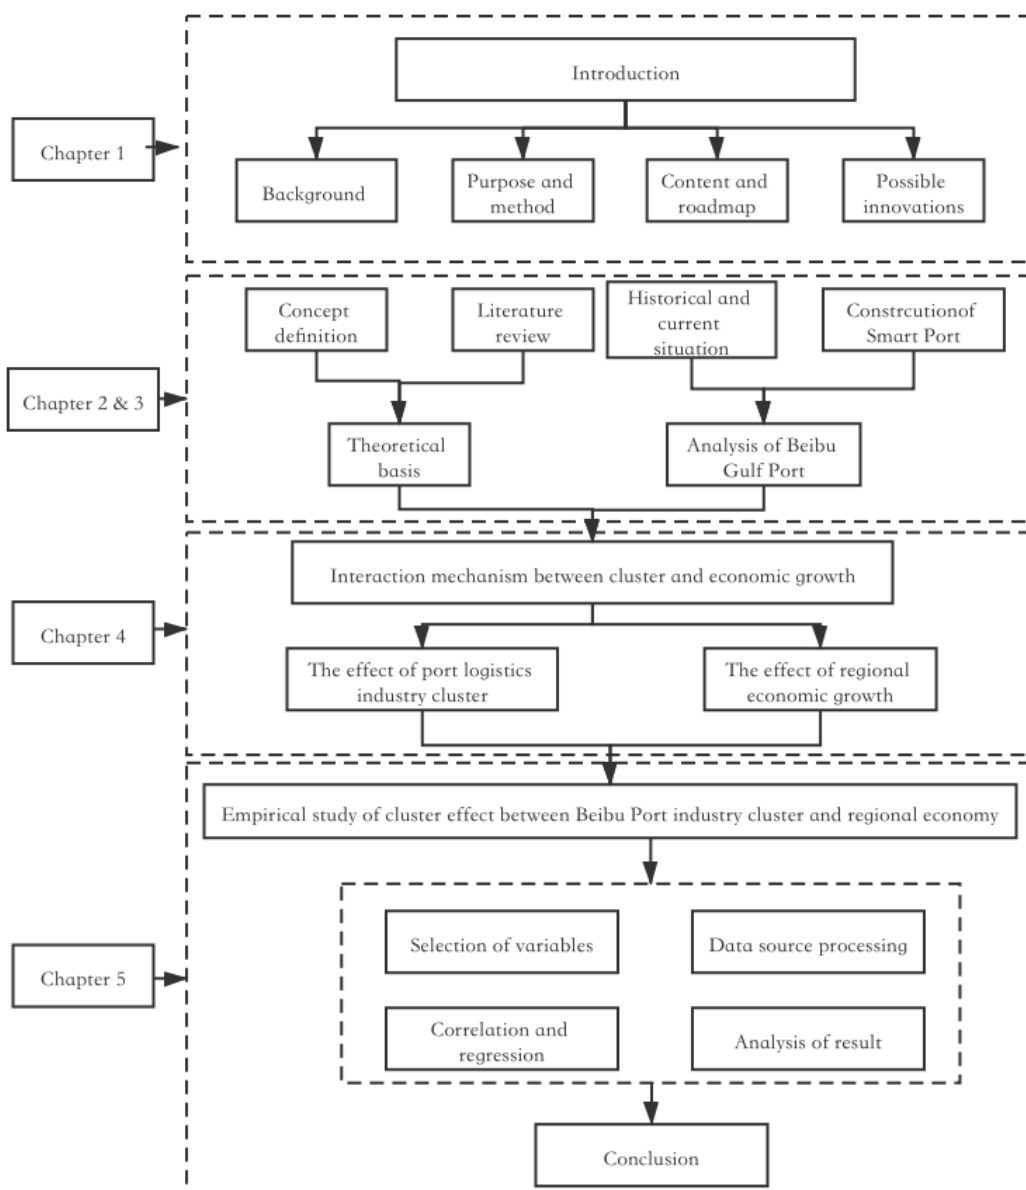 Introduction
Chapter 1
Background
Purpose and
method
Content and
roadmap
Possible
innovations
Concept
definition
Literature
review
Historical and
current
situation
Constrcutionof
Smart Port
Chapter 2 & 3
Theoretical
basis
Analysis of Beibu
Gulf Port
Interaction mechanism between cluster and economic growth
Chapter 4
The effect of port logistics
industry cluster
The effect of regional
economic growth
Empirical study of cluster effect between Beibu Port industry cluster and regional economy
Selection of variables
Data source processing
Chapter 5
Correlation and
regression
Analysis of result
Conclusion